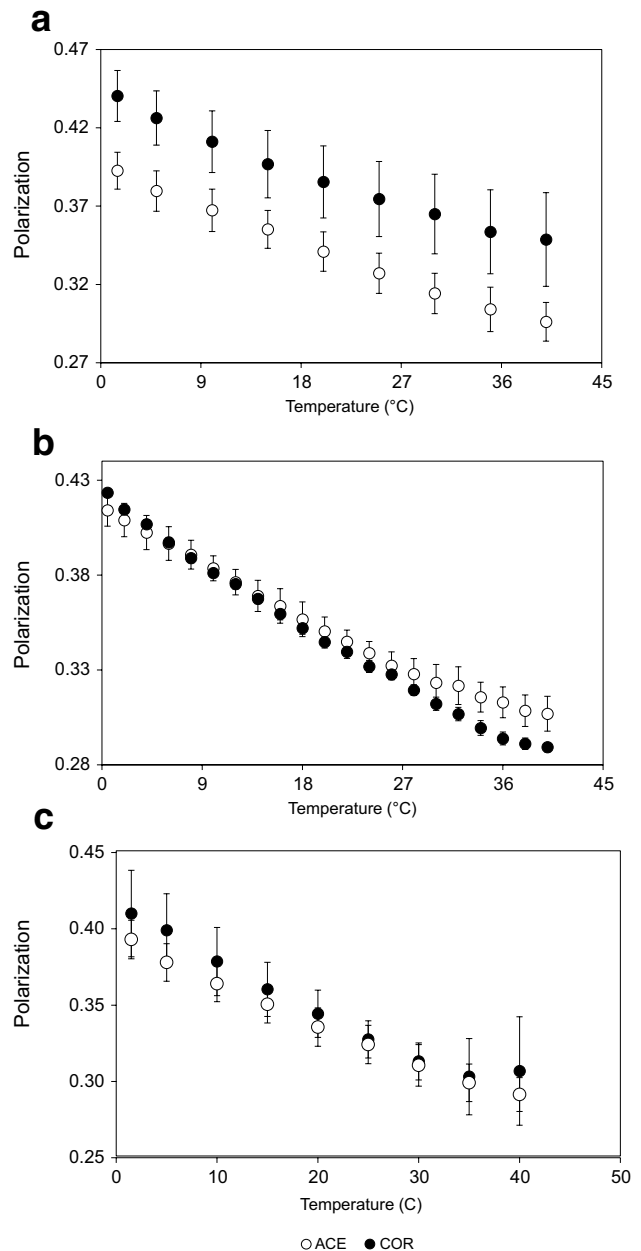 a
0.47
0.42
0.37
0.32
0.27
Polarization
0 9 18 27 36 45
Temperature (°C)
b
0.43
0.38
0.33
0.28
Polarization
0 9 18 27 36 45
Temperature (°C)
c
0.45
0.40
0.35
0.30
0.25
Polarization
0 10 20 30 40 50
Temperature (C)
ACE COR